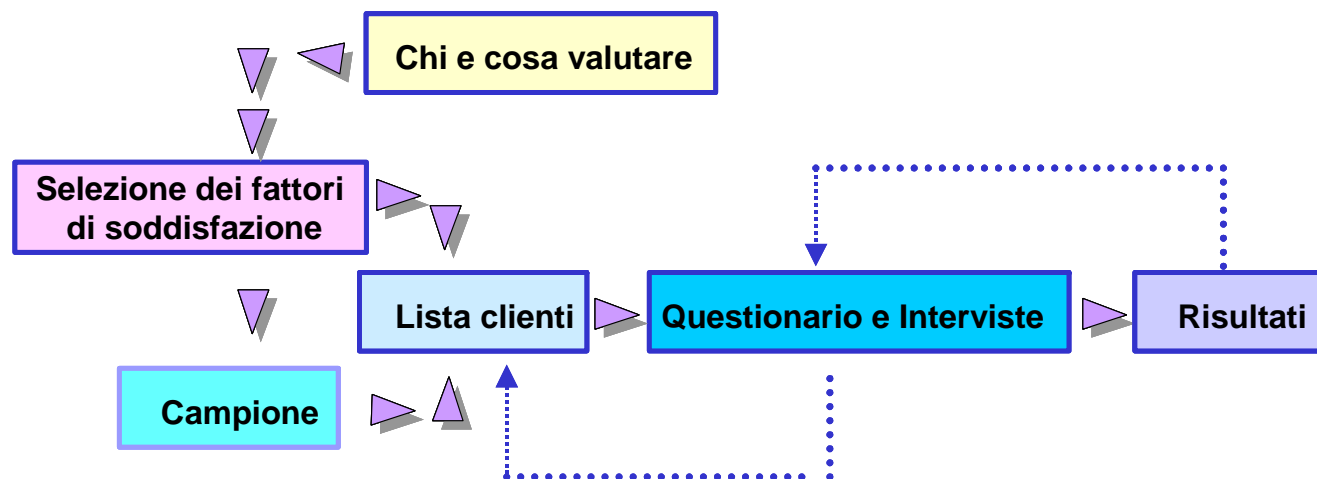 Chi e cosa valutare
Selezione dei fattori
di soddisfazione
Lista clienti
Questionario e Interviste
Risultati
Campione